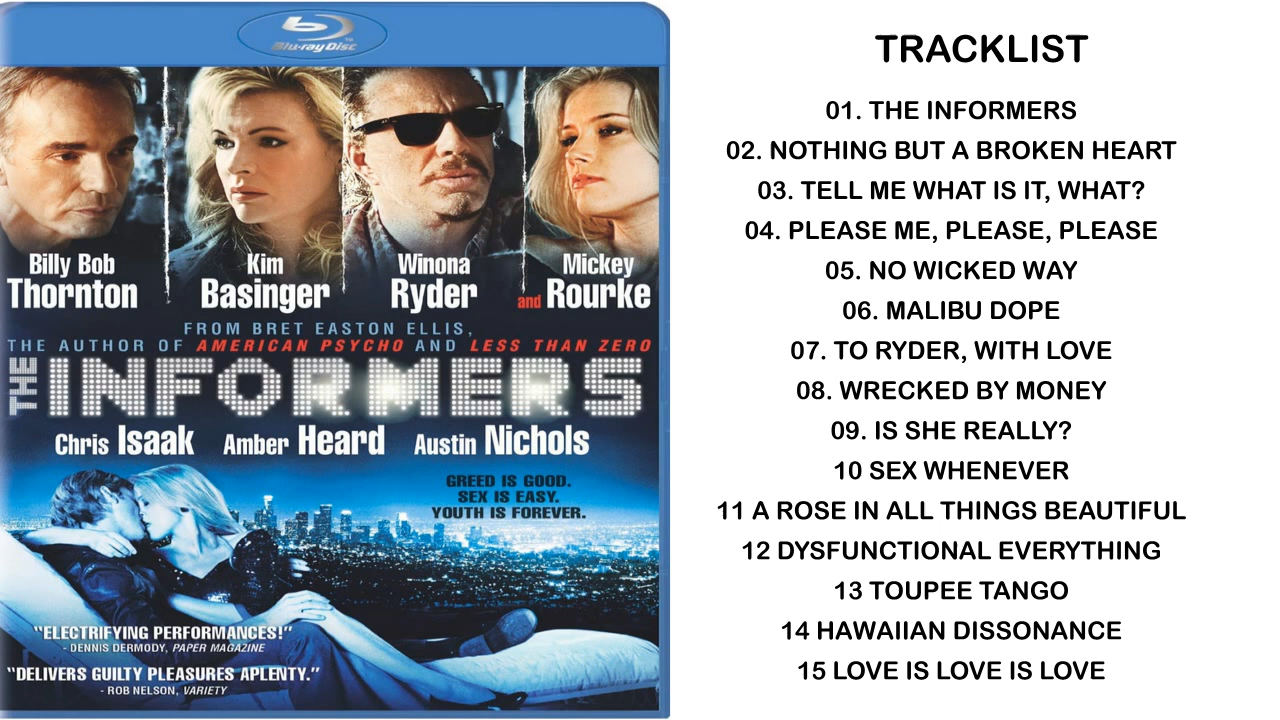 Blu-ray Disc™
Billy Bob
Thornton
Kim
Basinger
Winona
Ryder
Mickey
and Rourke
FROM BRET EASTON ELLIS,
THE AUTHOR OF AMERICAN PSYCHO AND LESS THAN ZERO
THE INFORMERS
Chris Isaak Amber Heard Austin Nichols
GREED IS GOOD.
SEX IS EASY.
YOUTH IS FOREVER.
"ELECTRIFYING PERFORMANCES!"
- DENNIS DERMODY, PAPER MAGAZINE
"DELIVERS GUILTY PLEASURES APLENTY."
- ROB NELSON, VARIETY
TRACKLIST
01. THE INFORMERS
02. NOTHING BUT A BROKEN HEART
03. TELL ME WHAT IS IT, WHAT?
04. PLEASE ME, PLEASE, PLEASE
05. NO WICKED WAY
06. MALIBU DOPE
07. TO RYDER, WITH LOVE
08. WRECKED BY MONEY
09. IS SHE REALLY?
10 SEX WHENEVER
11 A ROSE IN ALL THINGS BEAUTIFUL
12 DYSFUNCTIONAL EVERYTHING
13 TOUPEE TANGO
14 HAWAIIAN DISSONANCE
15 LOVE IS LOVE IS LOVE